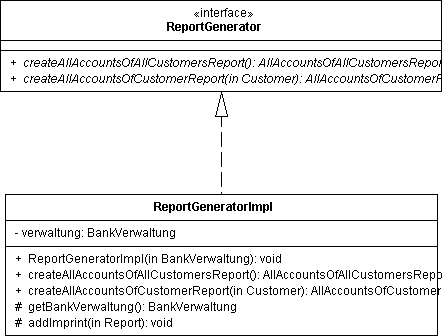 «interface»
ReportGenerator
+ createAllAccountsOfAllCustomersReport(): AllAccountsOfAllCustomersRepor
+ createAllAccountsOfCustomerReport(in Customer): AllAccountsOfCustomerR
ReportGeneratorImpl
- verwaltung: BankVerwaltung
+ ReportGeneratorImpl(in BankVerwaltung): void
+ createAllAccountsOfAllCustomersReport(): AllAccountsOfAllCustomersRepor
+ createAllAccountsOfCustomerReport(in Customer): AllAccountsOfCustomer
# getBankVerwaltung(): BankVerwaltung
# addImprint(in Report): void